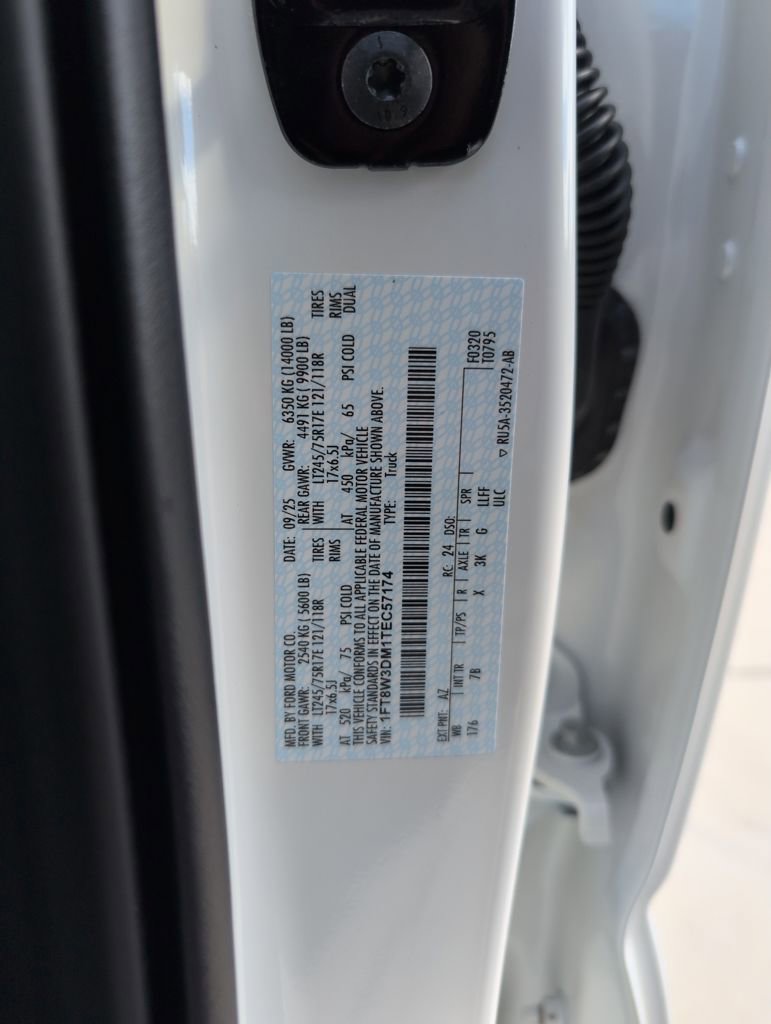 MFD. BY FORD MOTOR CO.
DATE: 09/25 GVWR: 6350 KG (14000 LB)
FRONT GAWR: 2540 KG ( 5600 LB) REAR GAWR: 4491 KG ( 9900 LB)
WITH LT245/75R17E 121/118R TIRES WITH LT245/75R17E 121/118R TIRES
17x6.5J RIMS 17x6.5J RIMS
AT 520 kPa/ 75 PSI COLD AT 450 kPa/ 65 PSI COLD DUAL
THIS VEHICLE CONFORMS TO ALL APPLICABLE FEDERAL MOTOR VEHICLE
SAFETY STANDARDS IN EFFECT ON THE DATE OF MANUFACTURE SHOWN ABOVE.
VIN: 1FT8W3DM1TEC57174 TYPE: Truck
F0320
EXT PNT: AZ RC: 24 DSO: T0795
WB INT TR TP/PS R AXLE TR SPR
176 7B X 3K G LLFF
ULC
▽ RU5A-3520472-AB